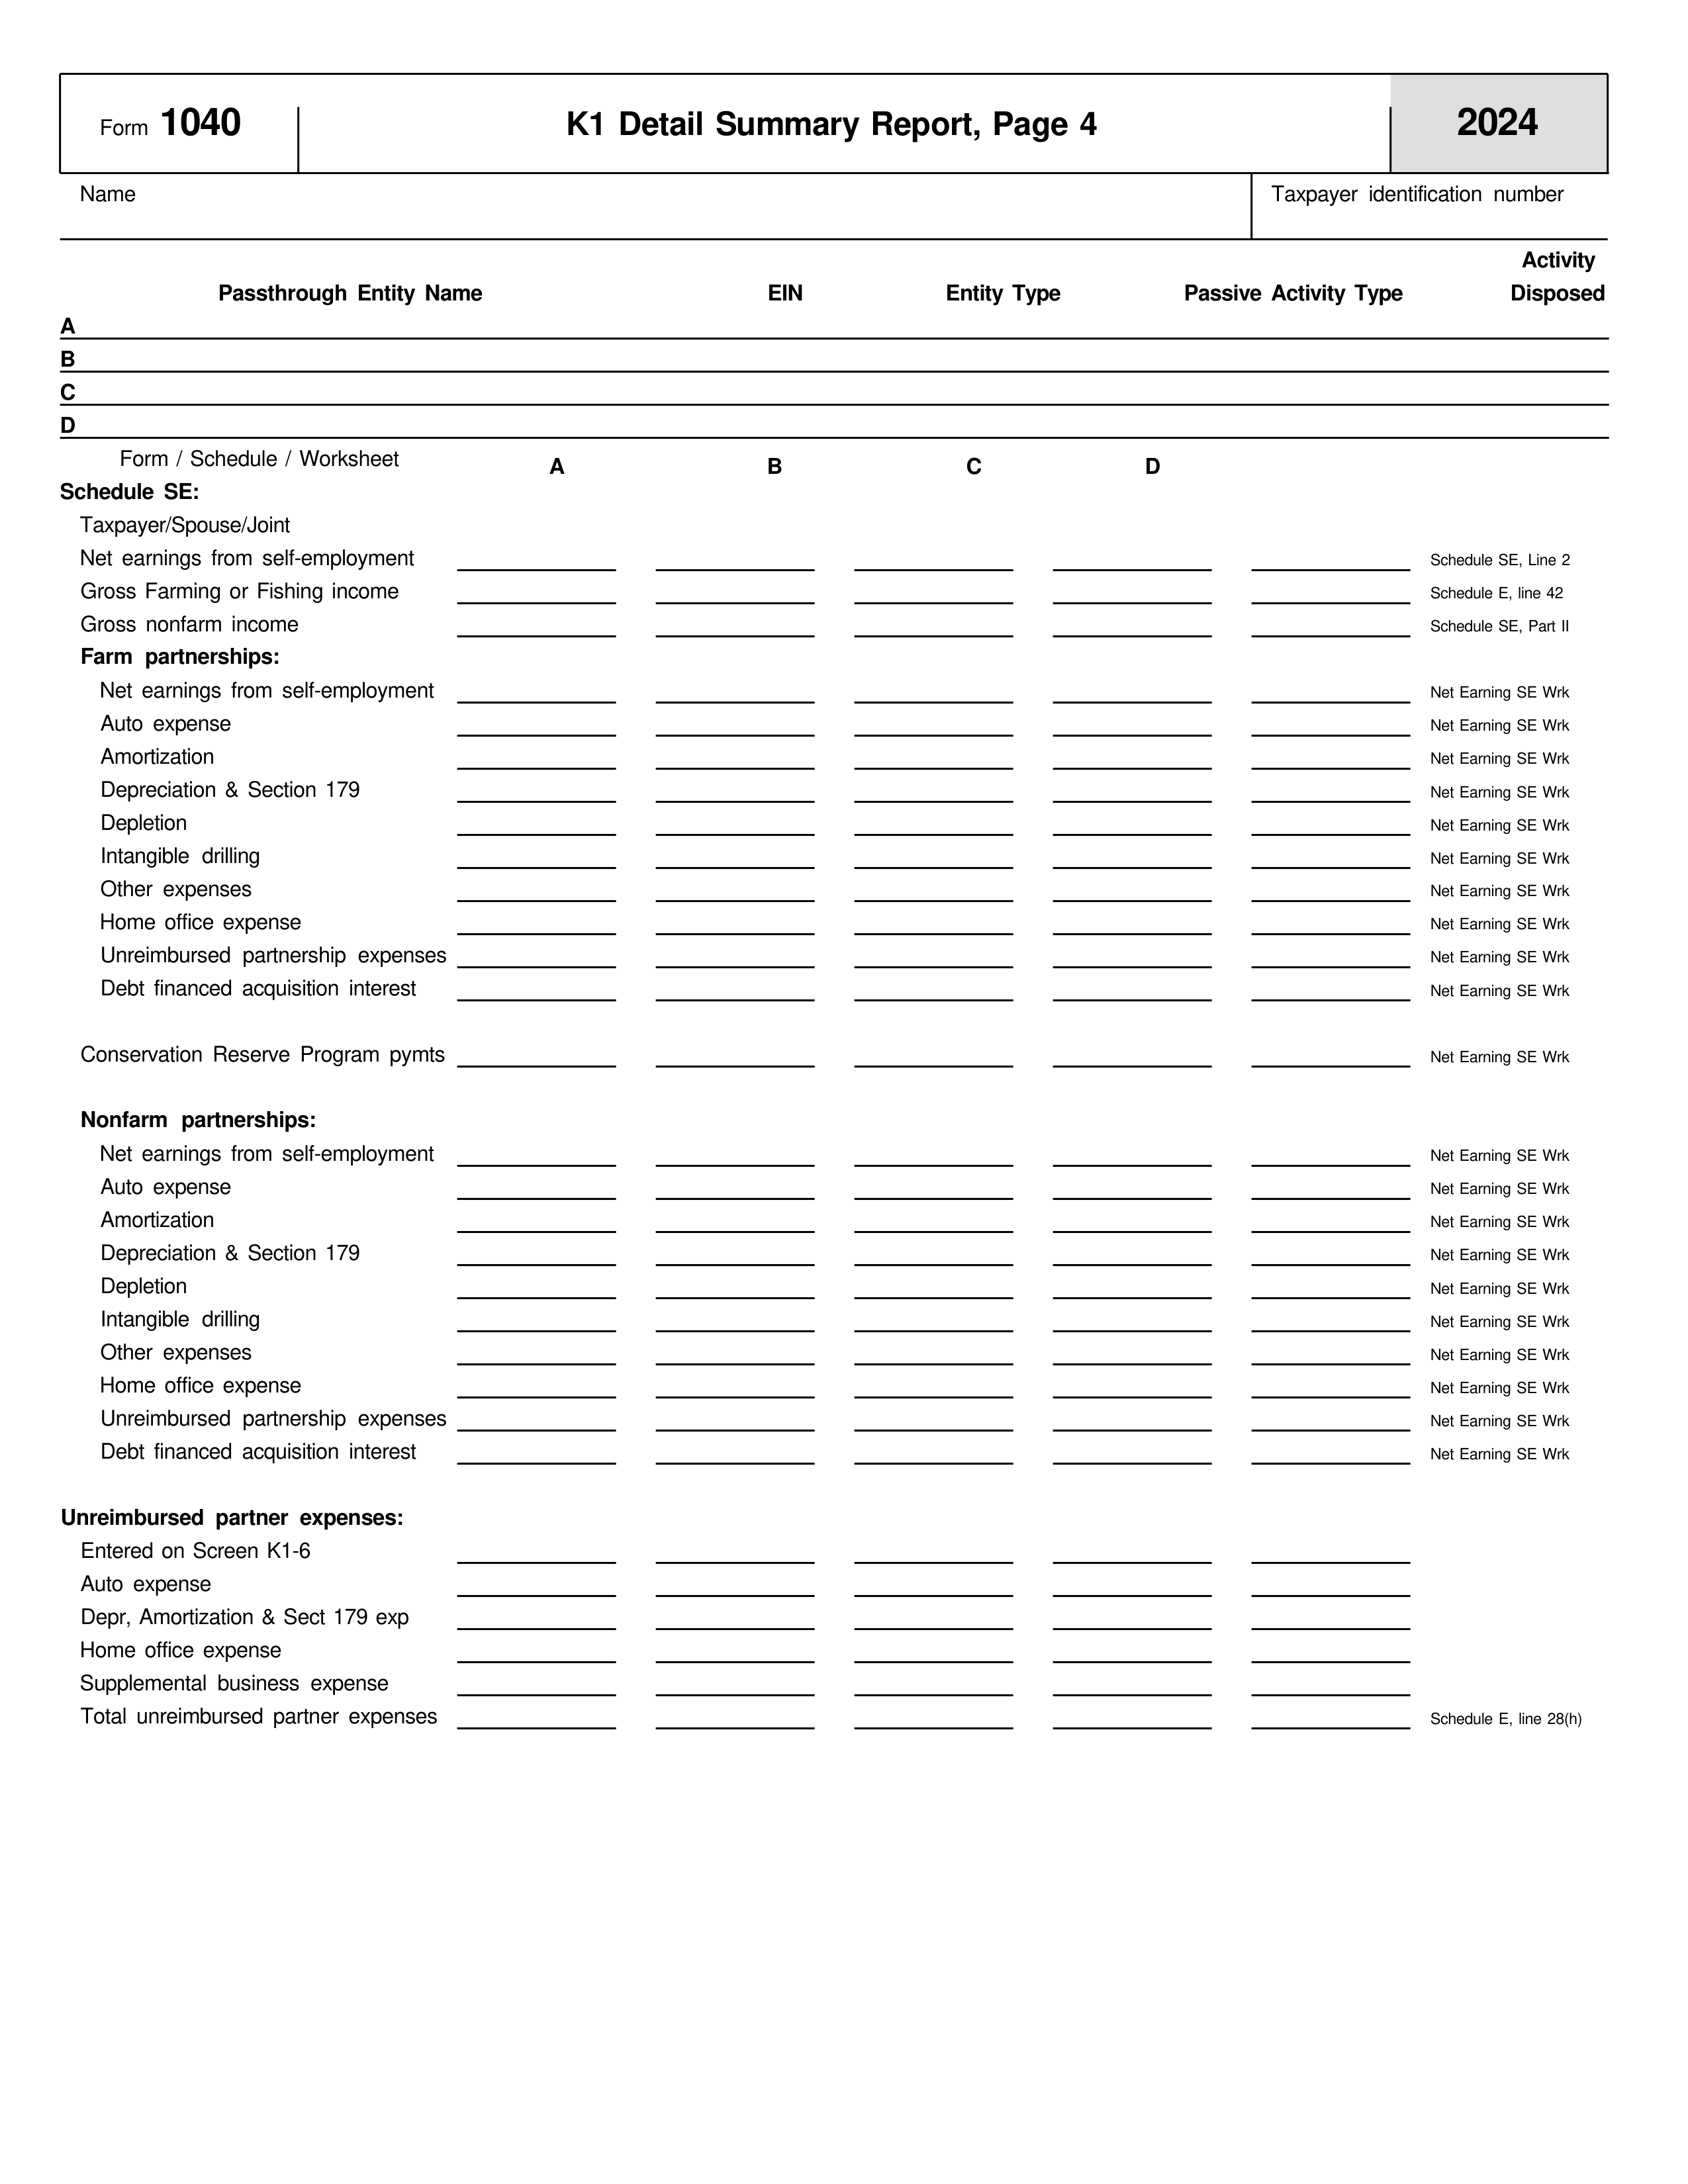 Form 1040 K1 Detail Summary Report, Page 4 2024
Name Taxpayer identification number
Activity
Passthrough Entity Name EIN Entity Type Passive Activity Type Disposed
A
B
C
D
Form / Schedule / Worksheet A B C D
Schedule SE:
Taxpayer/Spouse/Joint
Net earnings from self-employment Schedule SE, Line 2
Gross Farming or Fishing income Schedule E, line 42
Gross nonfarm income Schedule SE, Part II
Farm partnerships:
Net earnings from self-employment Net Earning SE Wrk
Auto expense Net Earning SE Wrk
Amortization Net Earning SE Wrk
Depreciation & Section 179 Net Earning SE Wrk
Depletion Net Earning SE Wrk
Intangible drilling Net Earning SE Wrk
Other expenses Net Earning SE Wrk
Home office expense Net Earning SE Wrk
Unreimbursed partnership expenses Net Earning SE Wrk
Debt financed acquisition interest Net Earning SE Wrk
Conservation Reserve Program pymts Net Earning SE Wrk
Nonfarm partnerships:
Net earnings from self-employment Net Earning SE Wrk
Auto expense Net Earning SE Wrk
Amortization Net Earning SE Wrk
Depreciation & Section 179 Net Earning SE Wrk
Depletion Net Earning SE Wrk
Intangible drilling Net Earning SE Wrk
Other expenses Net Earning SE Wrk
Home office expense Net Earning SE Wrk
Unreimbursed partnership expenses Net Earning SE Wrk
Debt financed acquisition interest Net Earning SE Wrk
Unreimbursed partner expenses:
Entered on Screen K1-6
Auto expense
Depr, Amortization & Sect 179 exp
Home office expense
Supplemental business expense
Total unreimbursed partner expenses Schedule E, line 28(h)